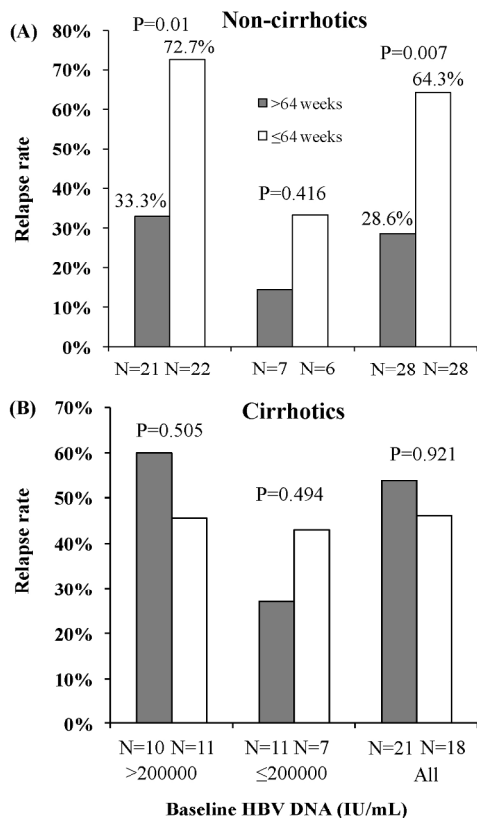 (A) Non-cirrhotics
80%
70%
60%
50%
40%
30%
20%
10%
0%
Relapse rate
P=0.01
72.7%
33.3%
>64 weeks
≤64 weeks
P=0.416
P=0.007
64.3%
28.6%
N=21 N=22
N=7 N=6
N=28 N=28
(B) Cirrhotics
70%
60%
50%
40%
30%
20%
10%
0%
Relapse rate
P=0.505
P=0.494
P=0.921
N=10 N=11
N=11 N=7
N=21 N=18
>200000
≤200000
All
Baseline HBV DNA (IU/mL)